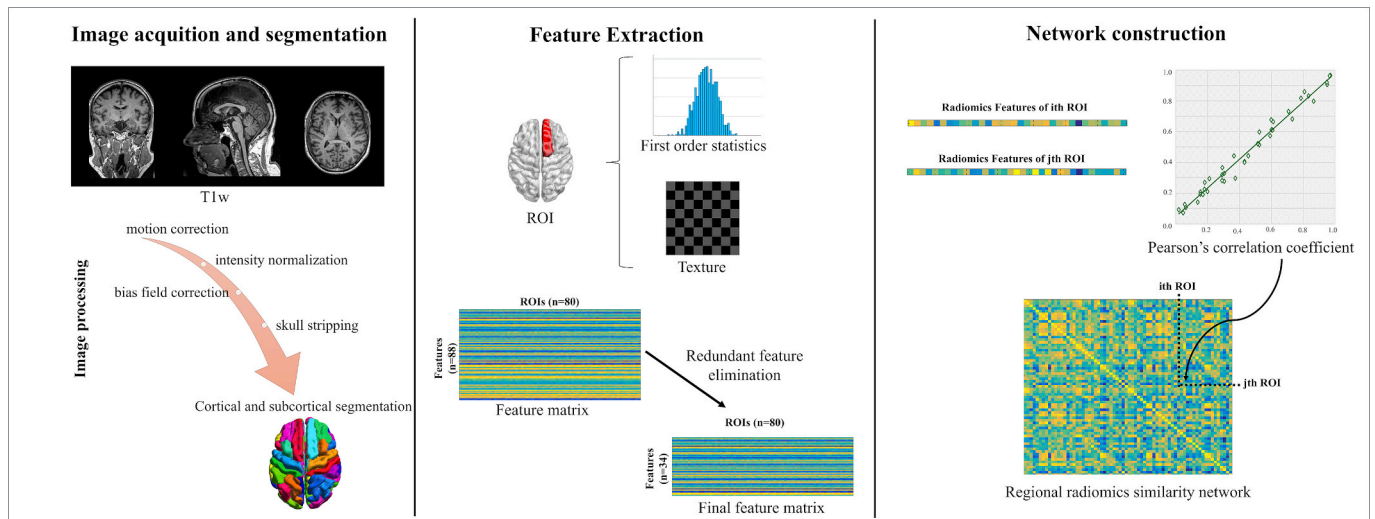 Image acqution and segmentation
T1w
Image processing
motion correction
intensity normalization
bias field correction
skull stripping
Cortical and subcortical segmentation
Feature Extraction
ROI
First order statistics
Texture
ROIs (n=80)
Features
(n=88)
Feature matrix
Redundant feature
elimination
ROIs (n=80)
Features
(n=34)
Final feature matrix
Network construction
Radiomics Features of ith ROI
Radiomics Features of jth ROI
1.0
0.8
0.6
0.4
0.2
0.0
0.2 0.4 0.6 0.8 1.0
Pearson's correlation coefficient
ith ROI
jth ROI
Regional radiomics similarity network